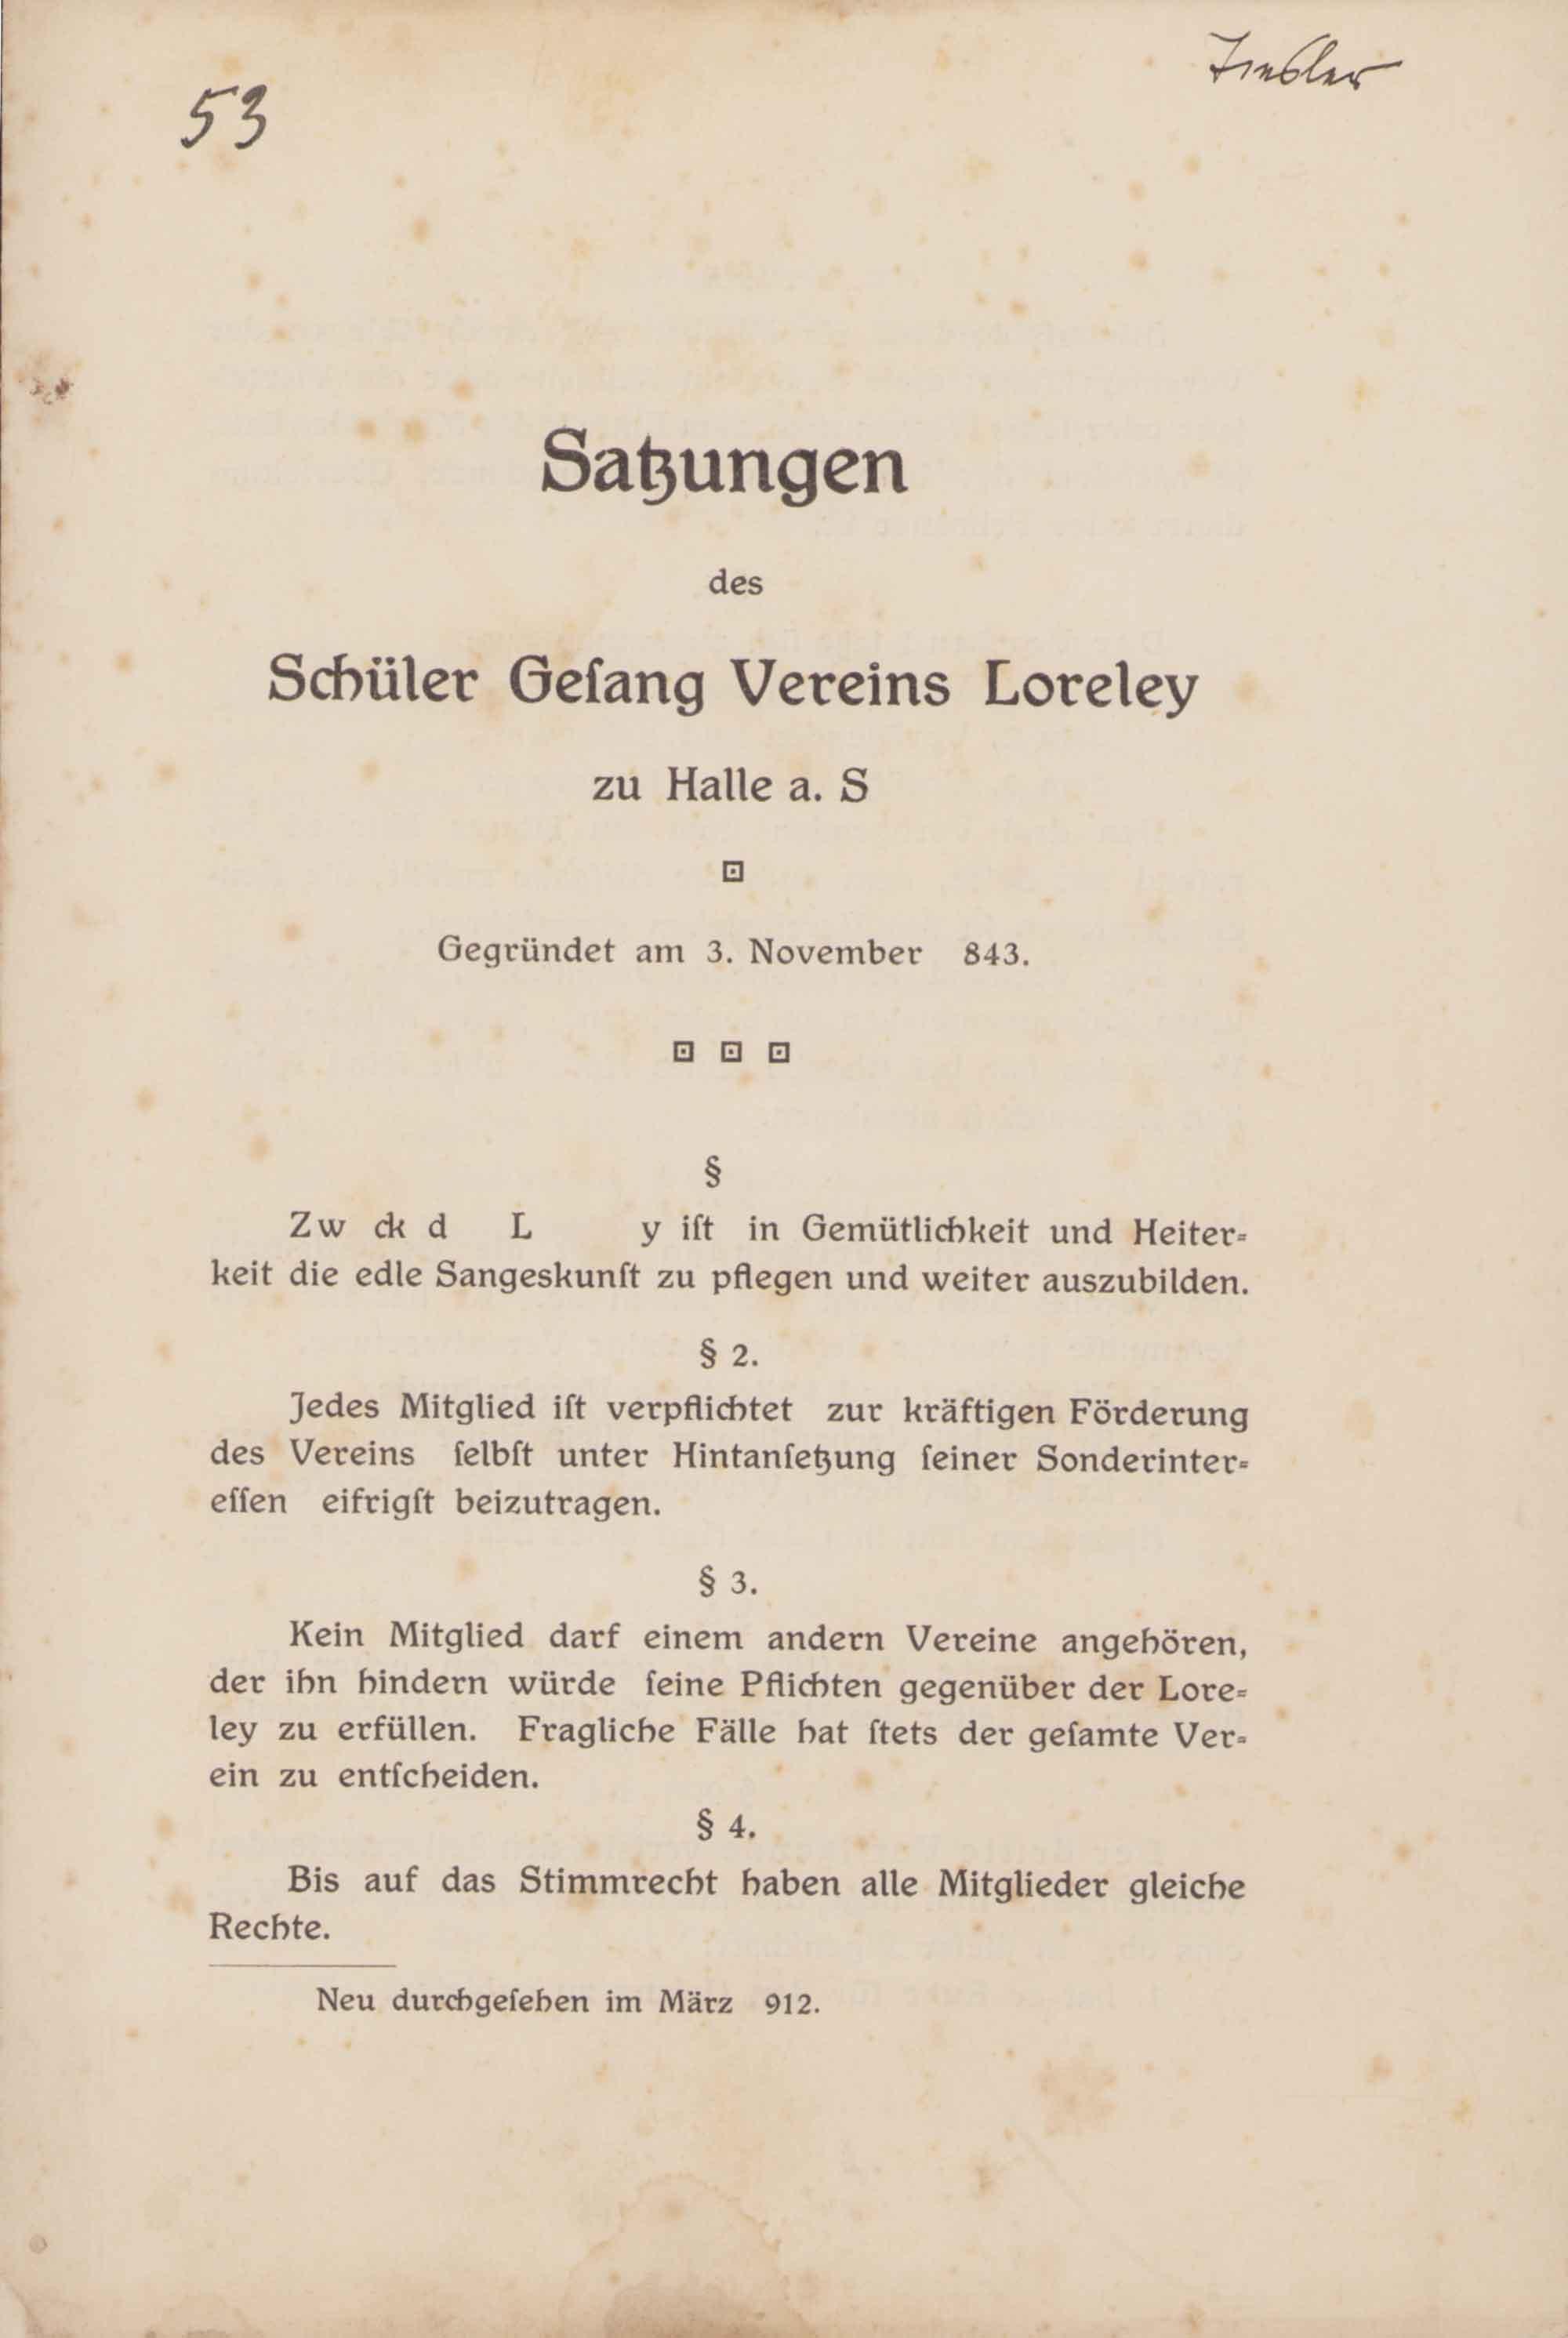 53
Satzungen
des
Schüler Geſang Vereins Loreley
zu Halle a. S
Gegründet am 3. November 843.
§
Zw ck d L y iſt in Gemütlichkeit und Heiter=
keit die edle Sangeskunſt zu pflegen und weiter auszubilden.
§ 2.
Jedes Mitglied iſt verpflichtet zur kräftigen Förderung
des Vereins ſelbſt unter Hintanſetzung ſeiner Sonderinter=
eſſen eifrigſt beizutragen.
§ 3.
Kein Mitglied darf einem andern Vereine angehören,
der ihn hindern würde ſeine Pflichten gegenüber der Lore=
ley zu erfüllen. Fragliche Fälle hat ſtets der geſamte Ver=
ein zu entſcheiden.
§ 4.
Bis auf das Stimmrecht haben alle Mitglieder gleiche
Rechte.
Neu durchgeſehen im März 912.